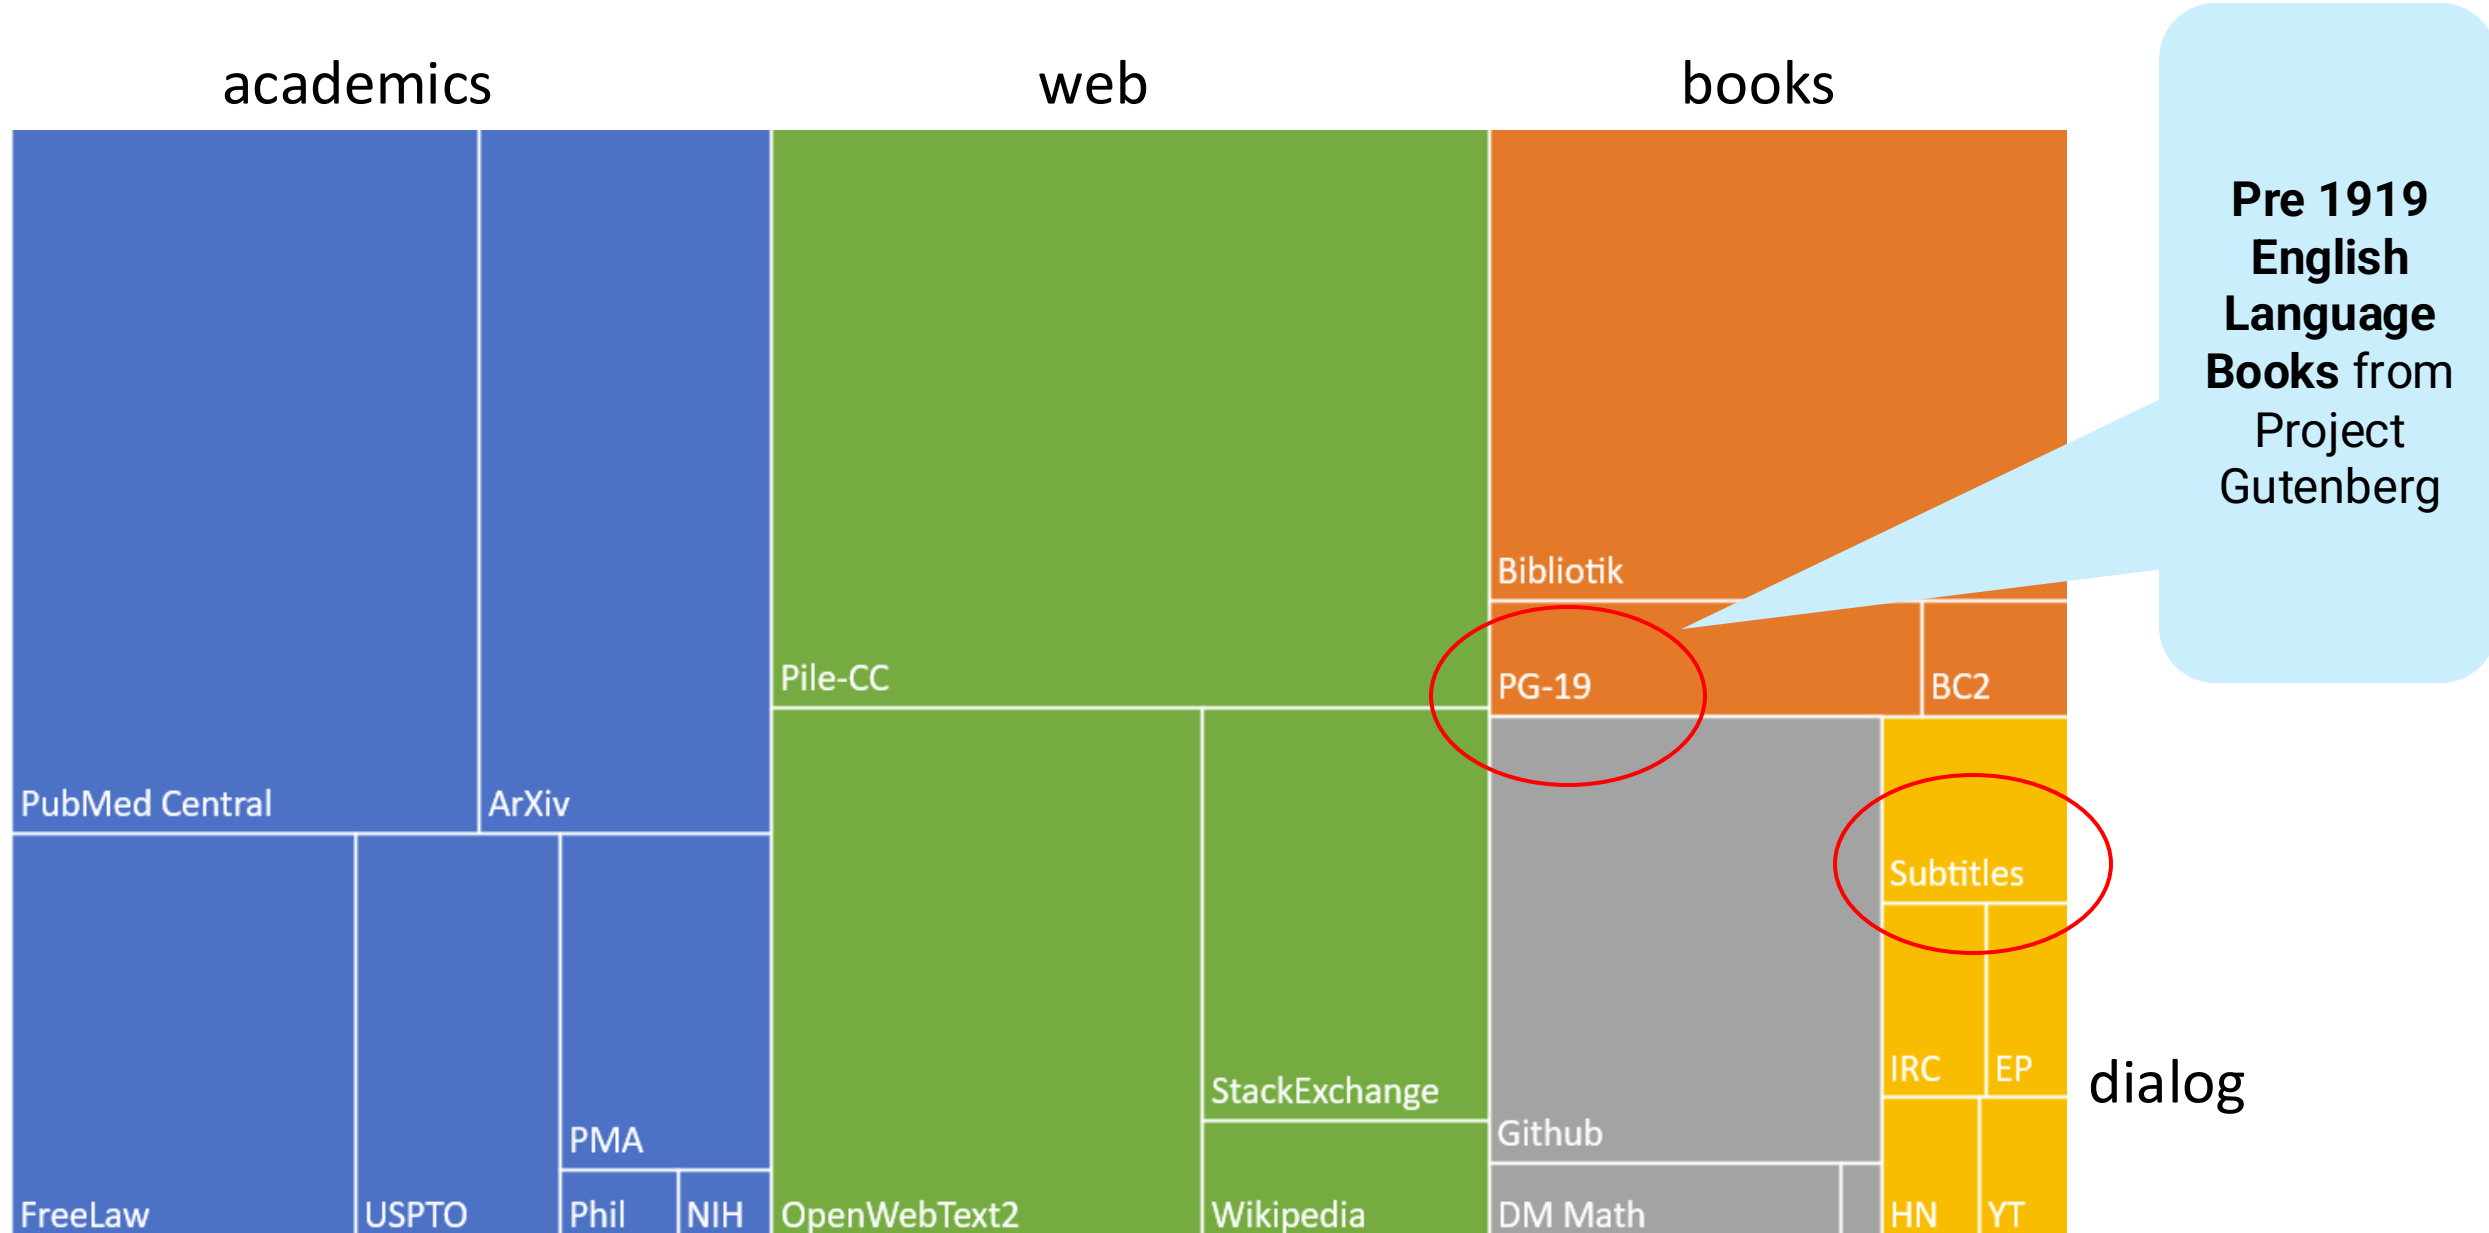 academics
web
books
Pre 1919
English
Language
Books from
Project
Gutenberg
Bibliotik
Pile-CC
PG-19
BC2
PubMed Central
ArXiv
Subtitles
IRC
EP
dialog
StackExchange
Github
PMA
FreeLaw
USPTO
Phil
NIH
OpenWebText2
Wikipedia
DM Math
HN
YT